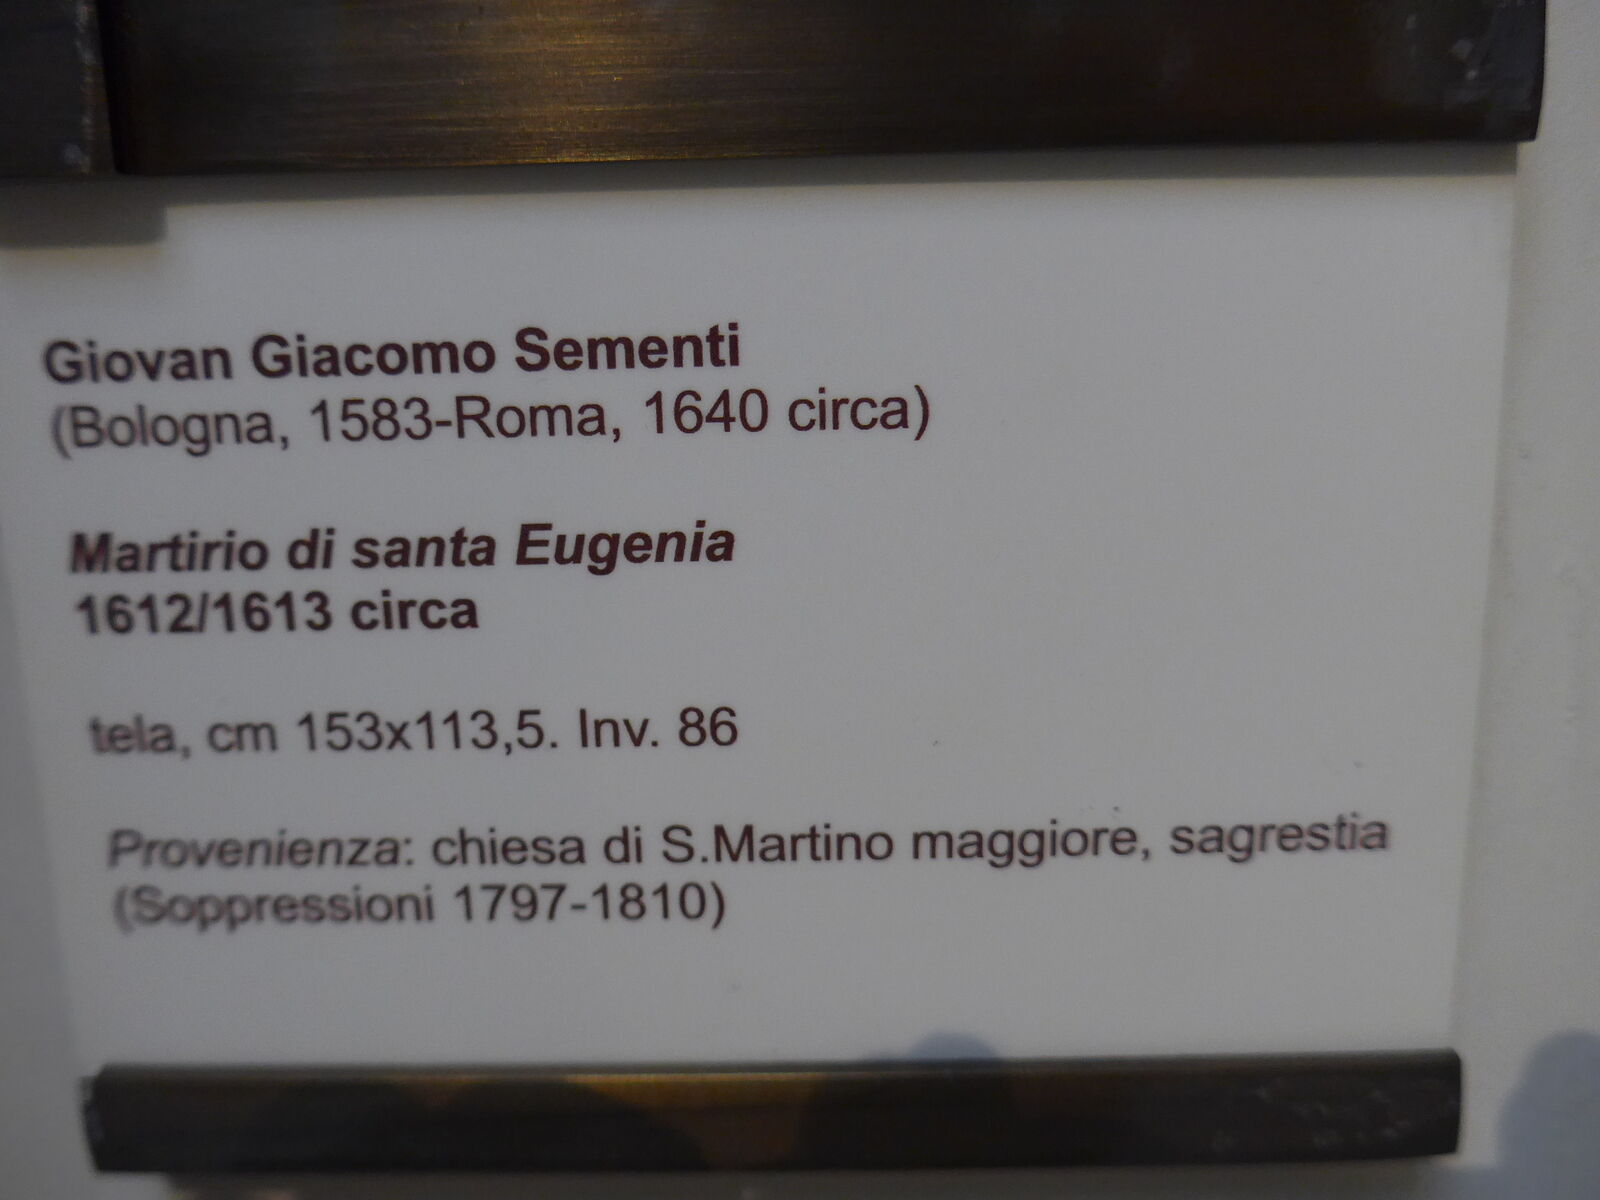 Giovan Giacomo Sementi
(Bologna, 1583-Roma, 1640 circa)
Martirio di santa Eugenia
1612/1613 circa
tela, cm 153x113,5. Inv. 86
Provenienza: chiesa di S.Martino maggiore, sagrestia
(Soppressioni 1797-1810)